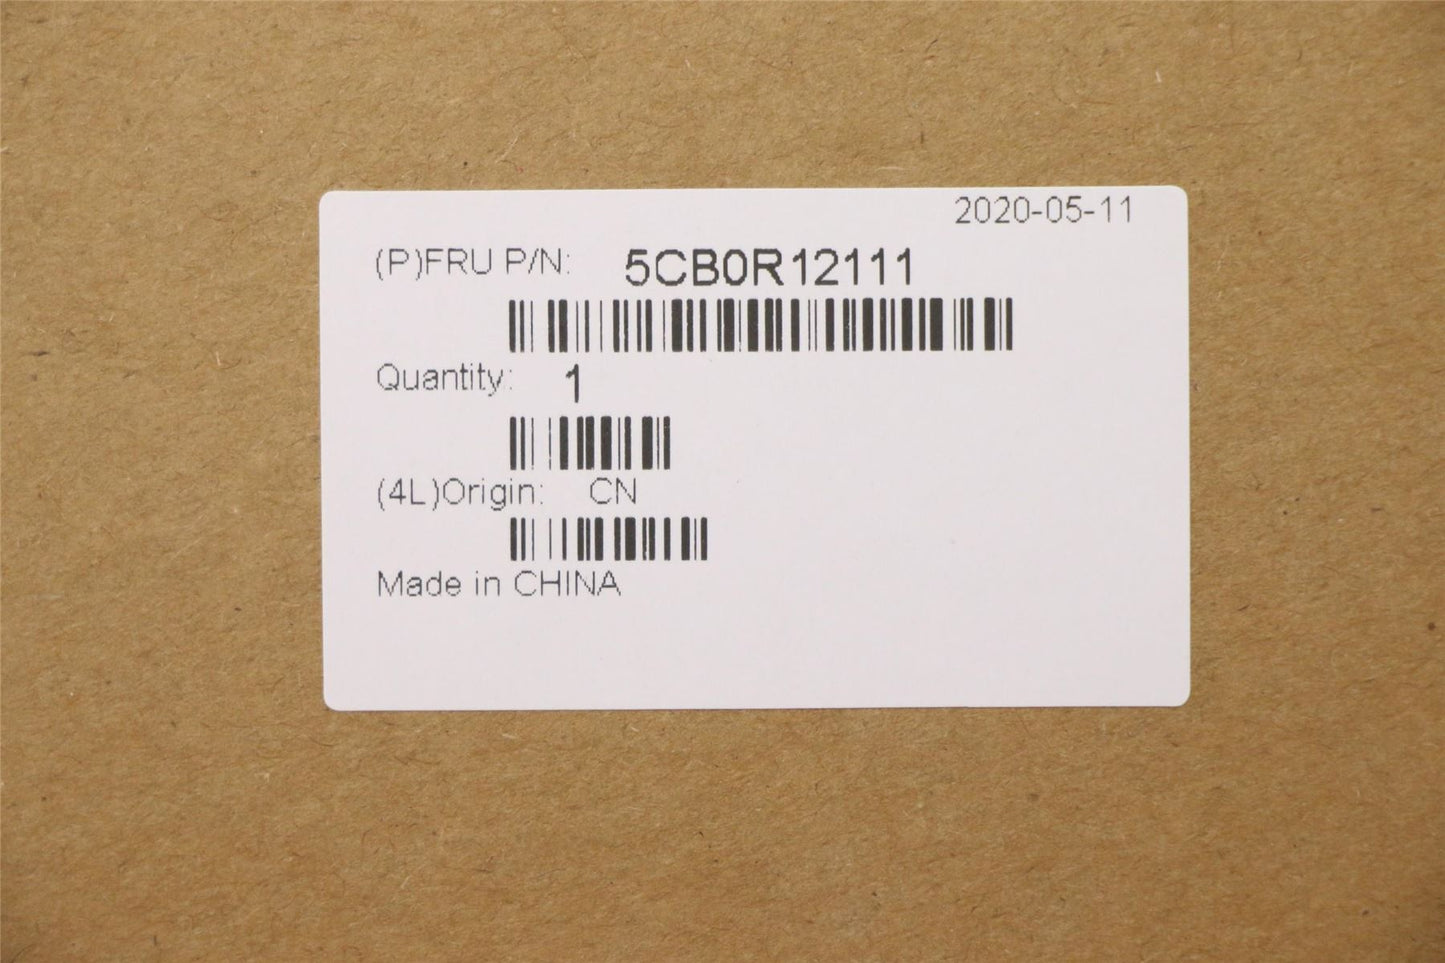 2020-05-11
(P)FRU P/N: 5CB0R12111
Quantity: 1
(4L)Origin: CN
Made in CHINA